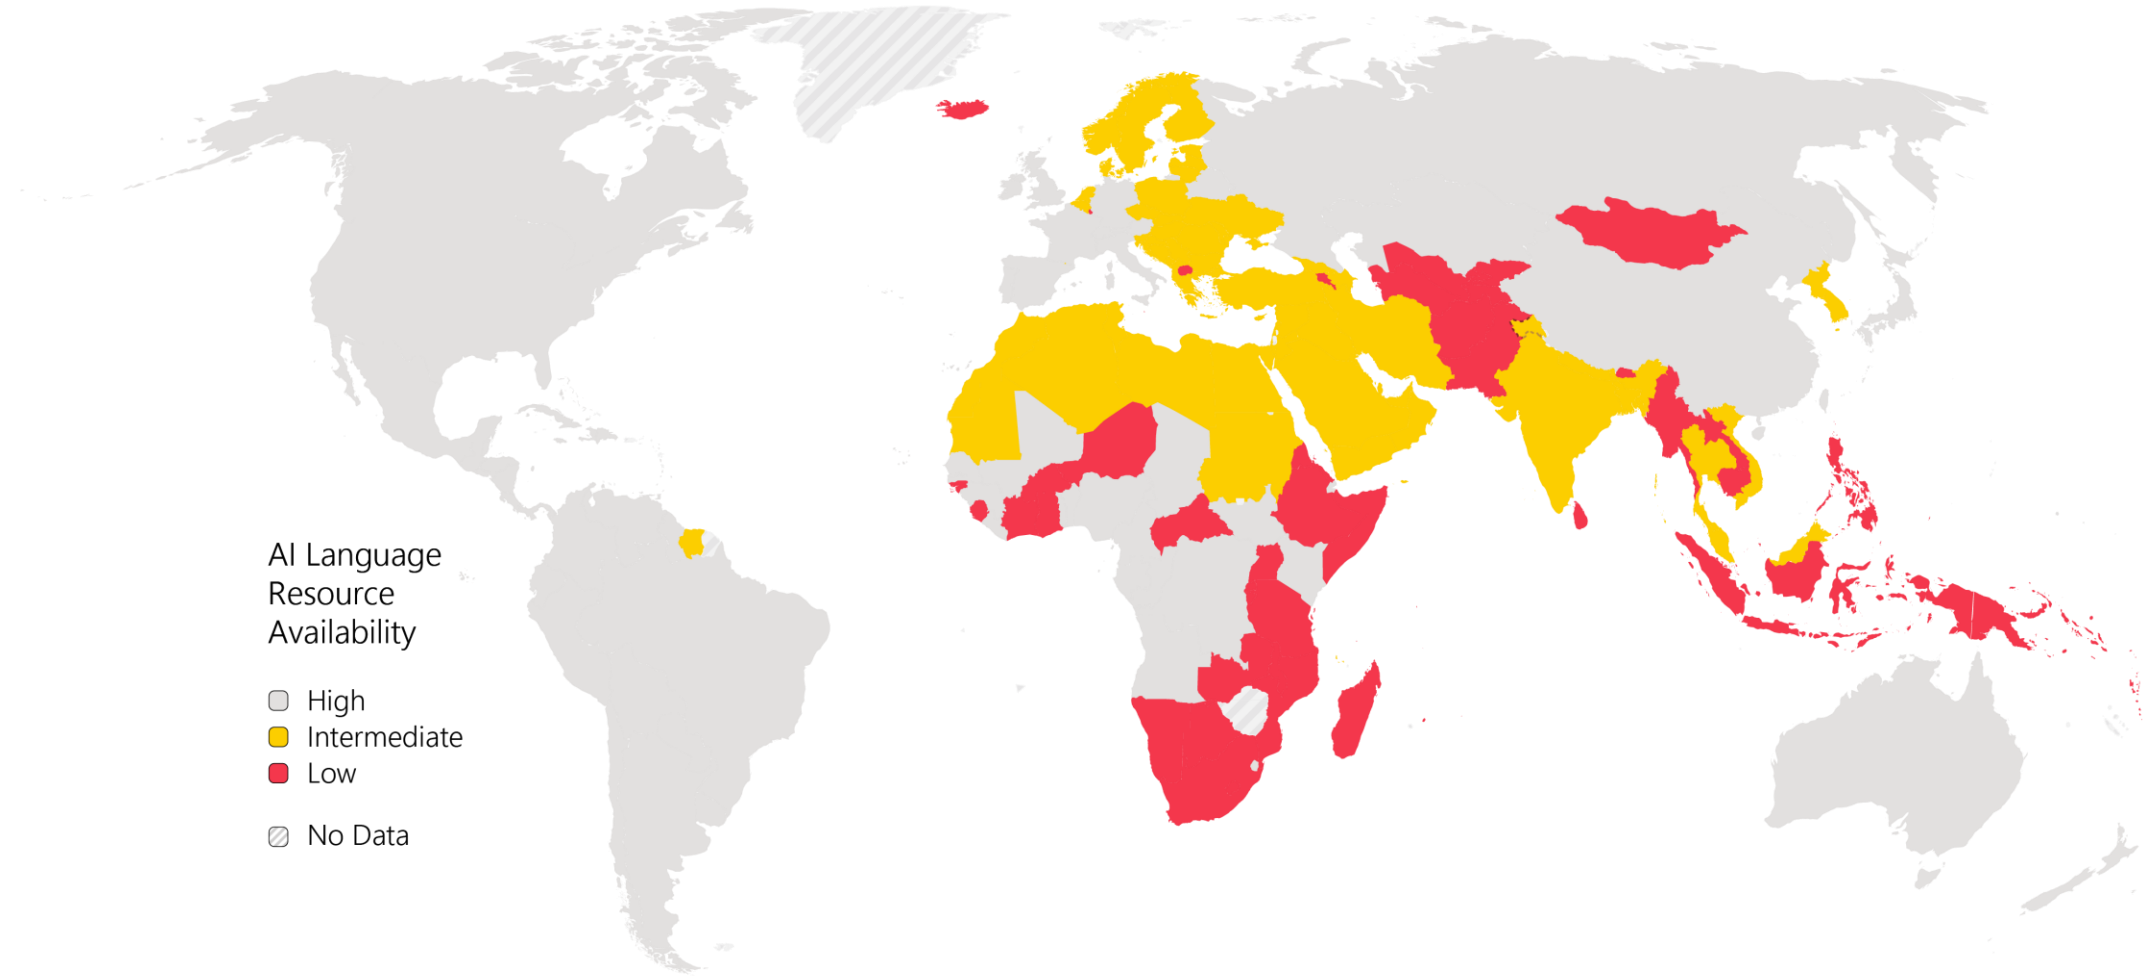 AI Language
Resource
Availability
High
Intermediate
Low
No Data